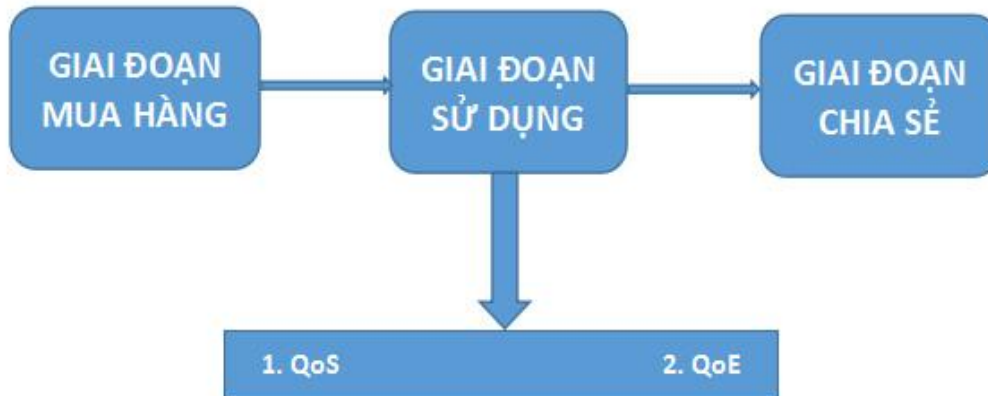 GIAI ĐOẠN
MUA HÀNG
GIAI ĐOẠN
SỬ DỤNG
GIAI ĐOẠN
CHIA SẺ
1. QoS
2. QoE